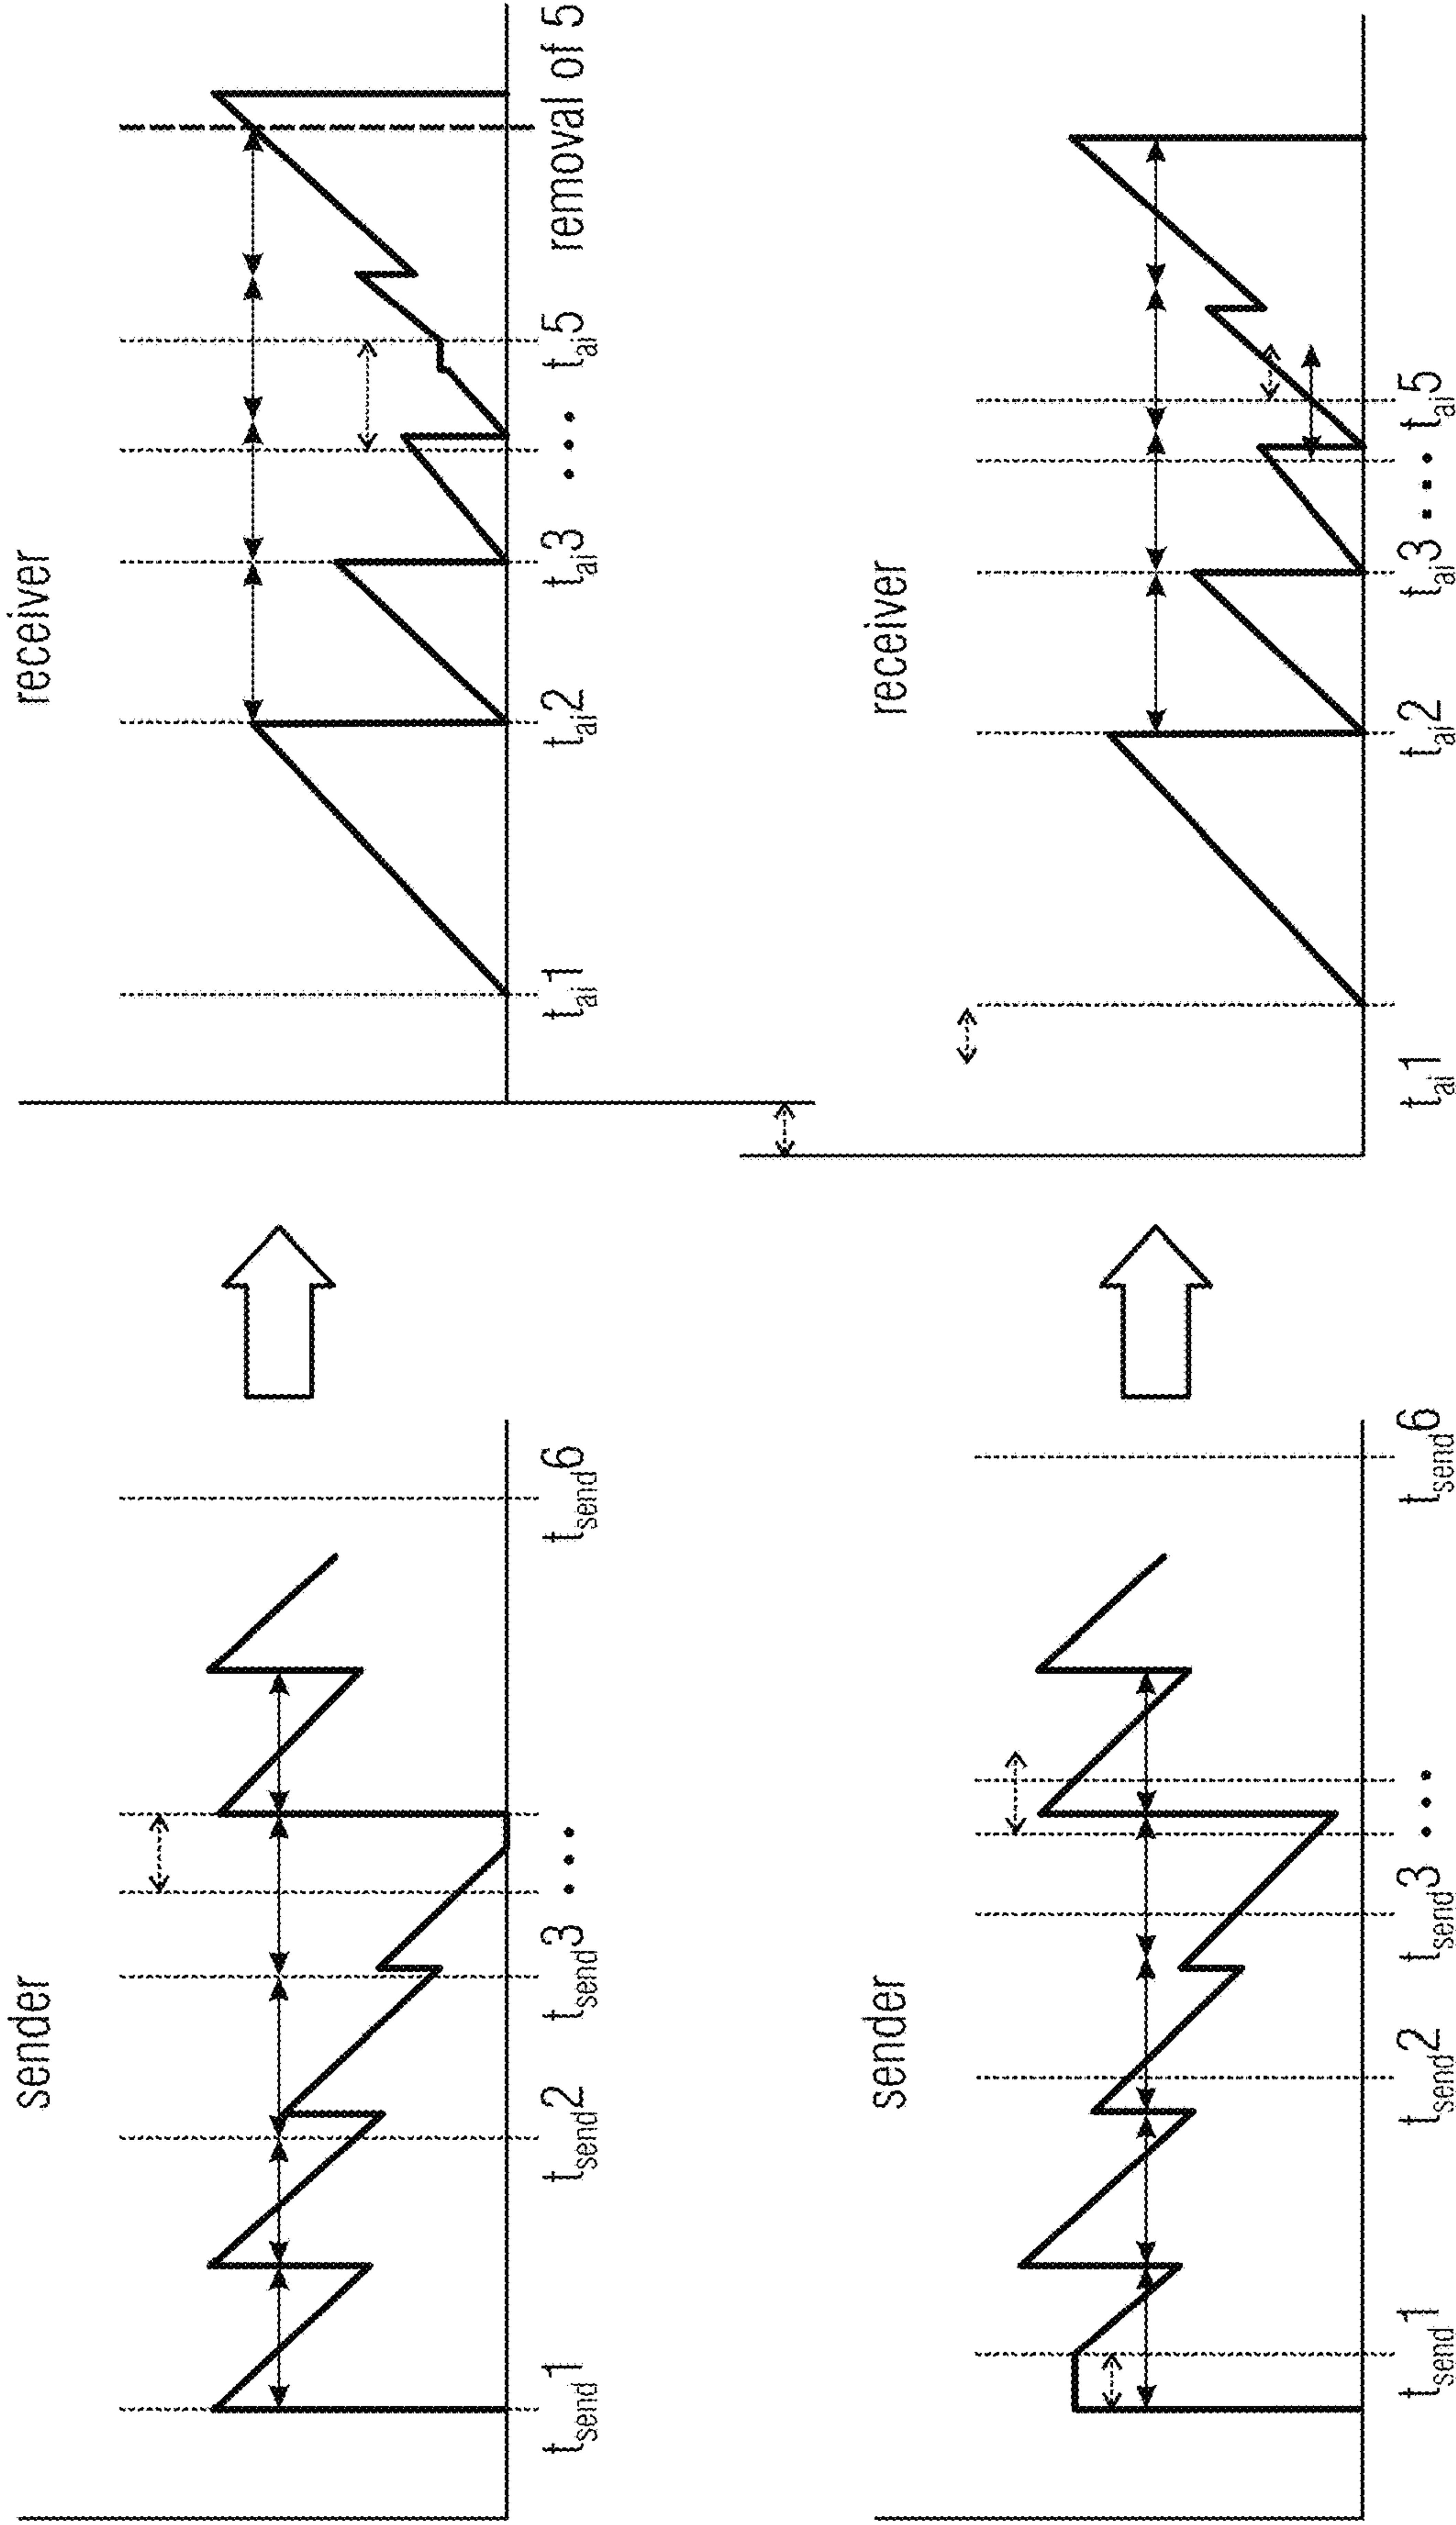 sender
t_send1 t_send2 t_send3 ... t_send6
receiver
t_ai1 t_ai2 t_ai3 ... t_ai5 removal of 5
sender
t_send1 t_send2 t_send3 ... t_send6
receiver
t_ai1 t_ai2 t_ai3 .... t_ai5